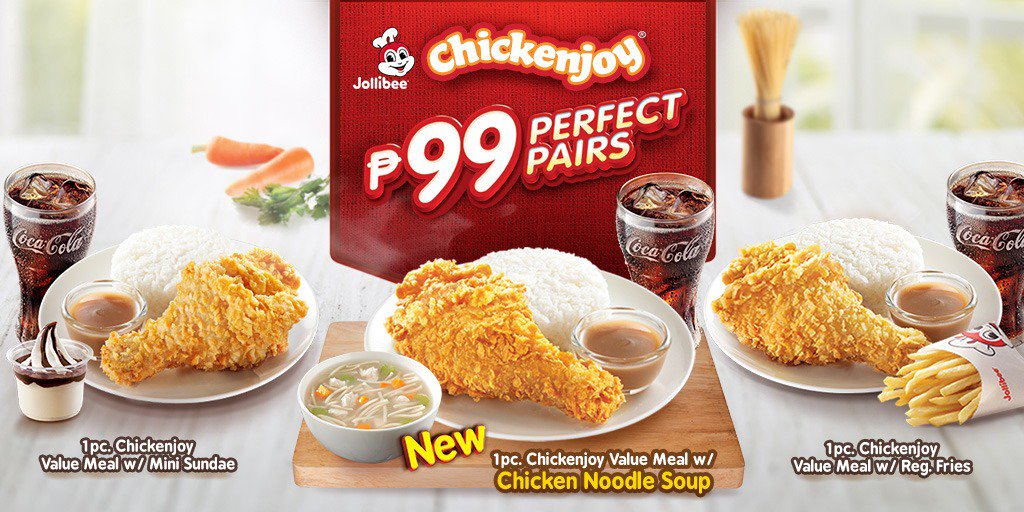 Jollibee
Chickenjoy®
₱99 PERFECT PAIRS
Coca-Cola
Coca-Cola
Coca-Cola
Jollibee
1pc. Chickenjoy
Value Meal w/ Mini Sundae
New
1pc. Chickenjoy Value Meal w/
Chicken Noodle Soup
1pc. Chickenjoy
Value Meal w/ Reg. Fries